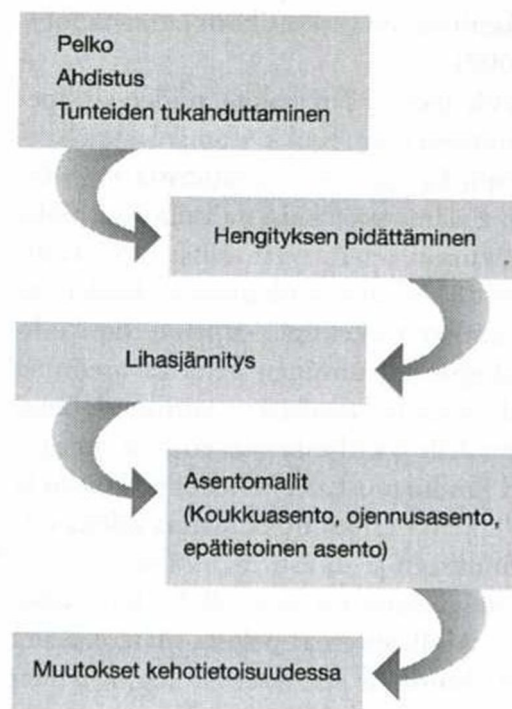 Pelko
Ahdistus
Tunteiden tukahduttaminen
Hengityksen pidättäminen
Lihasjännitys
Asentomallit
(Koukkuasento, ojennusasento,
epätietoinen asento)
Muutokset kehotietoisuudessa